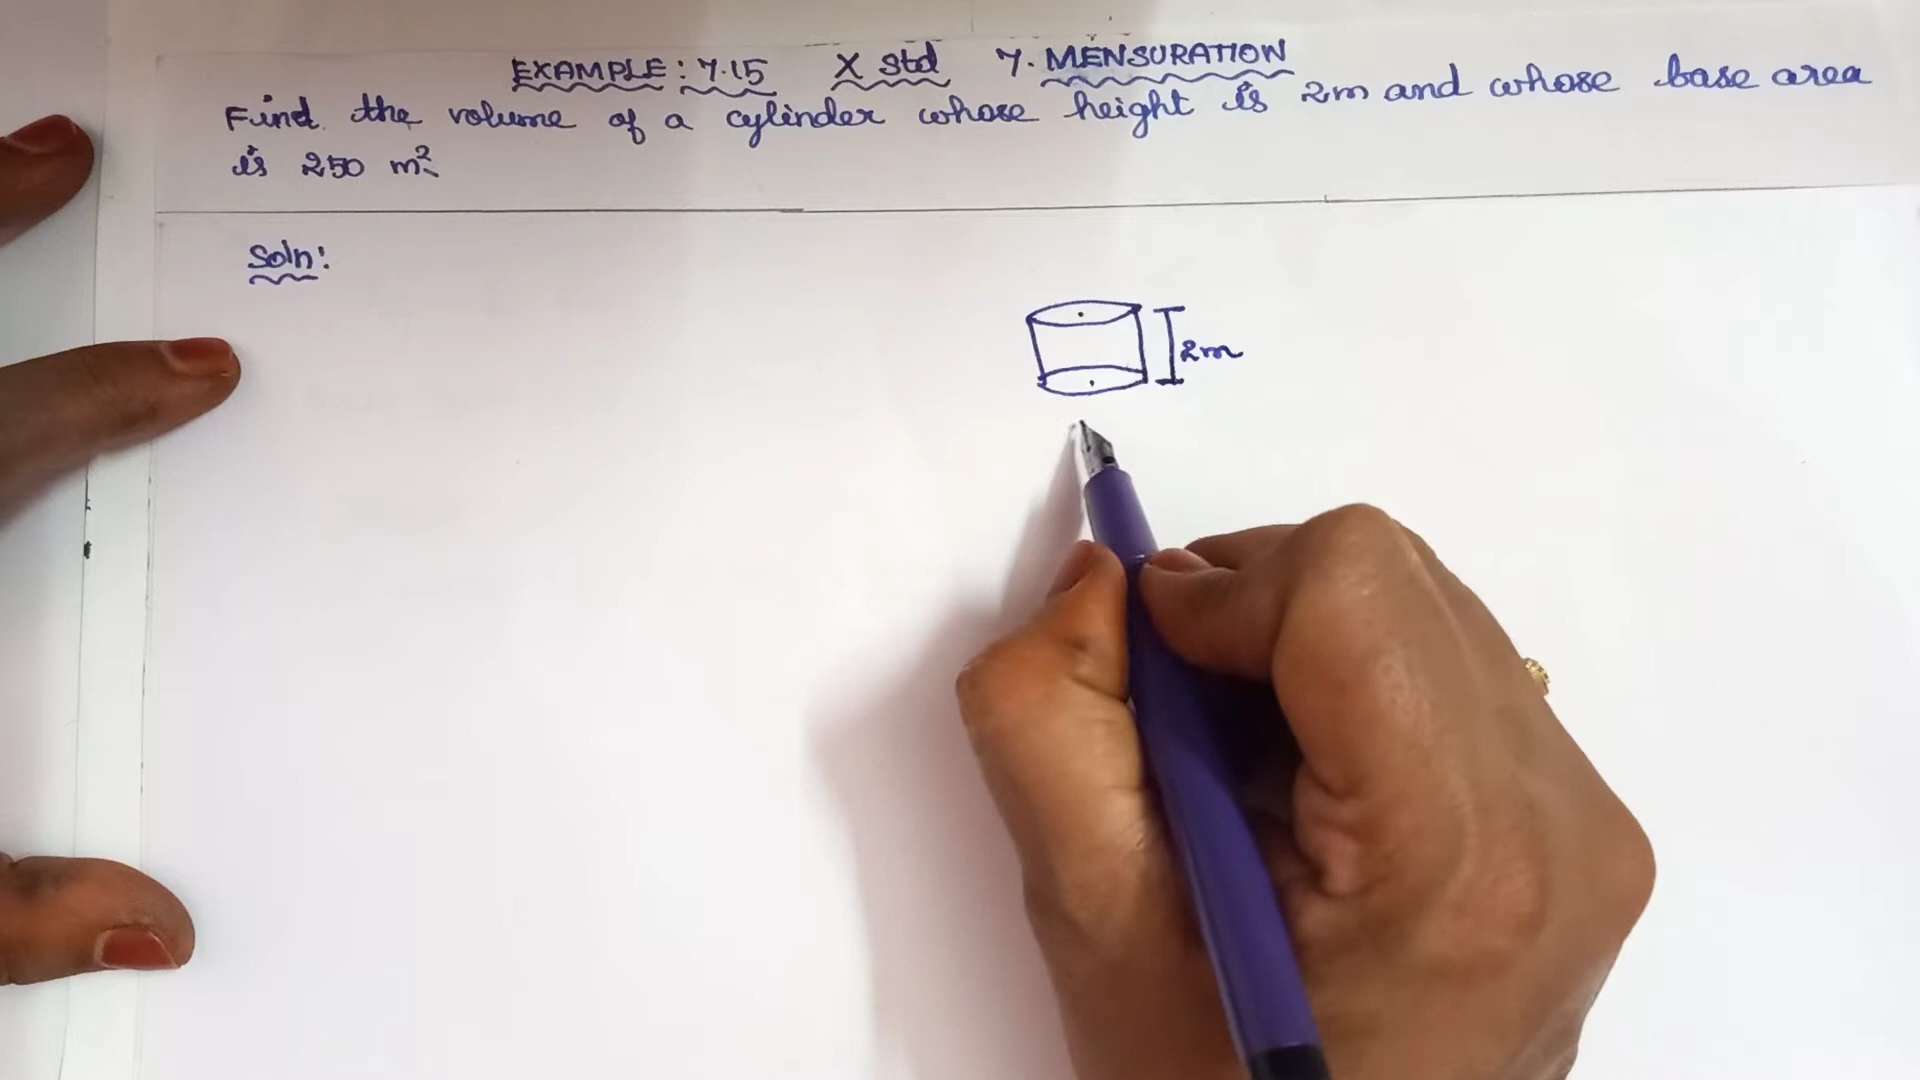 EXAMPLE: 7.15 X Std 7. MENSURATION
Find the volume of a cylinder whose height is 2m and whose base area
is 250 m²
Soln:
2m